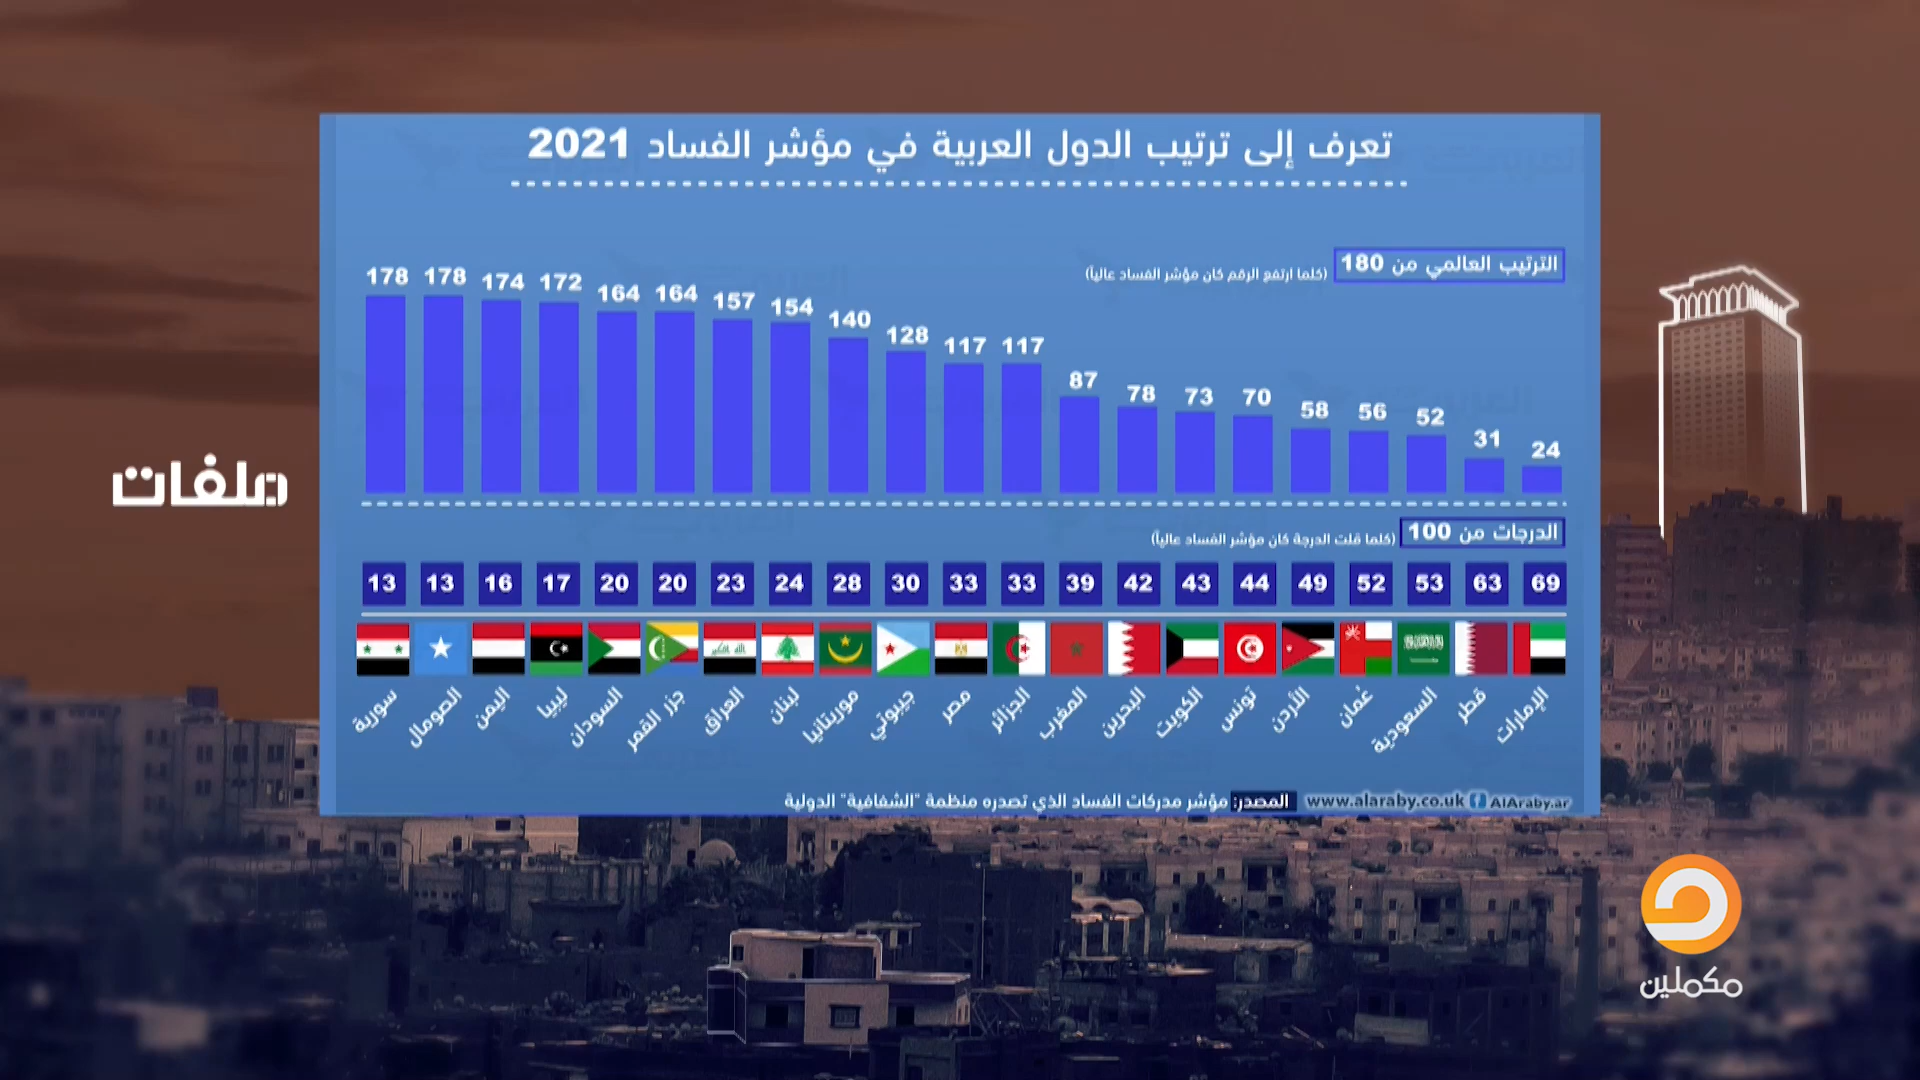 تعرف إلى ترتيب الدول العربية في مؤشر الفساد 2021
الترتيب العالمي من 180 (كلما ارتفع الرقم كان مؤشر الفساد عالياً)
178 178 174 172 164 164 157 154 140 128 117 117 87 78 73 70 58 56 52 31 24
ملفات
الدرجات من 100 (كلما قلت الدرجة كان مؤشر الفساد عالياً)
13 13 16 17 20 20 23 24 28 30 33 33 39 42 43 44 49 52 53 63 69
سورية الصومال اليمن ليبيا السودان جزر القمر العراق لبنان موريتانيا جيبوتي مصر الجزائر المغرب البحرين الكويت تونس الأردن عُمان السعودية قطر الإمارات
المصدر: مؤشر مدركات الفساد الذي تصدره منظمة "الشفافية" الدولية
www.alaraby.co.uk AlAraby.ar
مكملين